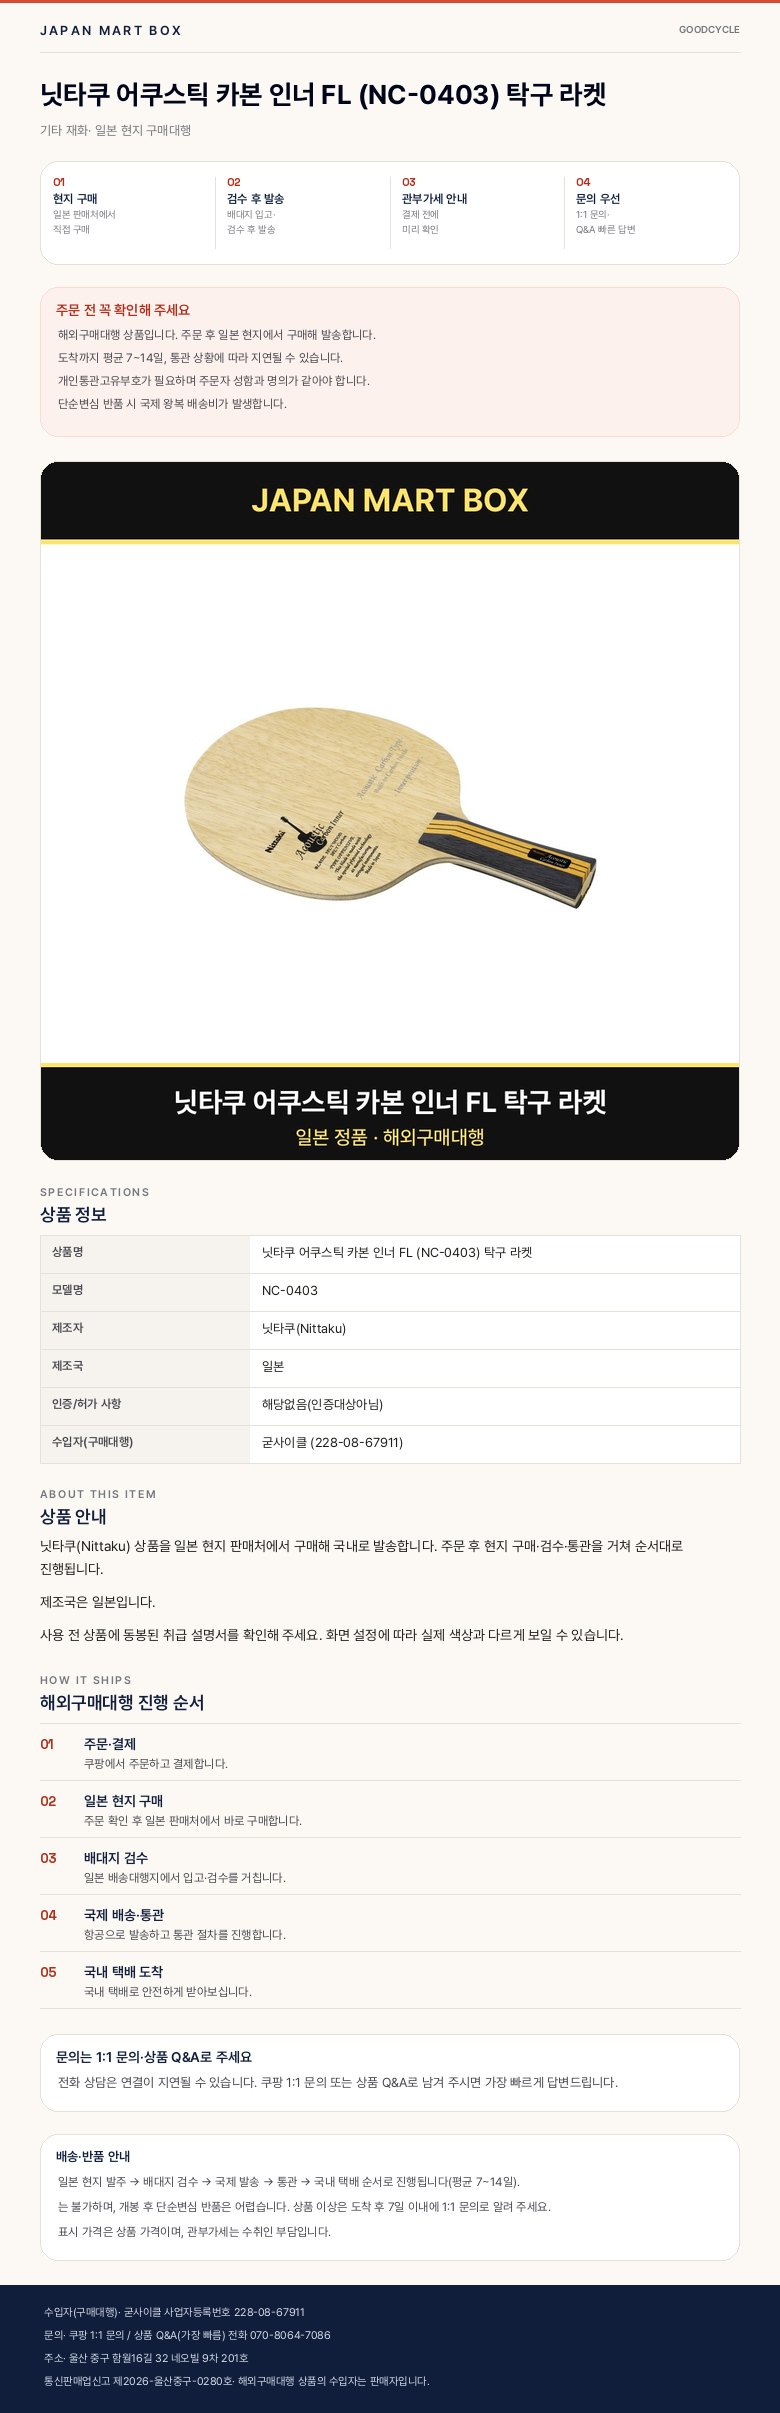 JAPAN MART BOX
GOODCYCLE
닛타쿠 어쿠스틱 카본 인너 FL (NC-0403) 탁구 라켓
기타 재화· 일본 현지 구매대행
01
현지 구매
일본 판매처에서
직접 구매
02
검수 후 발송
배대지 입고·
검수 후 발송
03
관부가세 안내
결제 전에
미리 확인
04
문의 우선
1:1 문의·
Q&A 빠른 답변
주문 전 꼭 확인해 주세요
해외구매대행 상품입니다. 주문 후 일본 현지에서 구매해 발송합니다.
도착까지 평균 7~14일, 통관 상황에 따라 지연될 수 있습니다.
개인통관고유부호가 필요하며 주문자 성함과 명의가 같아야 합니다.
단순변심 반품 시 국제 왕복 배송비가 발생합니다.
JAPAN MART BOX
Acoustic Carbon Type
Nittaku
Acoustic
Carbon Inner
Acoustic
Carbon Inner
닛타쿠 어쿠스틱 카본 인너 FL 탁구 라켓
일본 정품 · 해외구매대행
SPECIFICATIONS
상품 정보
상품명 닛타쿠 어쿠스틱 카본 인너 FL (NC-0403) 탁구 라켓
모델명 NC-0403
제조자 닛타쿠(Nittaku)
제조국 일본
인증/허가 사항 해당없음(인증대상아님)
수입자(구매대행) 굳사이클 (228-08-67911)
ABOUT THIS ITEM
상품 안내
닛타쿠(Nittaku) 상품을 일본 현지 판매처에서 구매해 국내로 발송합니다. 주문 후 현지 구매·검수·통관을 거쳐 순서대로
진행됩니다.
제조국은 일본입니다.
사용 전 상품에 동봉된 취급 설명서를 확인해 주세요. 화면 설정에 따라 실제 색상과 다르게 보일 수 있습니다.
HOW IT SHIPS
해외구매대행 진행 순서
01 주문·결제
쿠팡에서 주문하고 결제합니다.
02 일본 현지 구매
주문 확인 후 일본 판매처에서 바로 구매합니다.
03 배대지 검수
일본 배송대행지에서 입고·검수를 거칩니다.
04 국제 배송·통관
항공으로 발송하고 통관 절차를 진행합니다.
05 국내 택배 도착
국내 택배로 안전하게 받아보십니다.
문의는 1:1 문의·상품 Q&A로 주세요
전화 상담은 연결이 지연될 수 있습니다. 쿠팡 1:1 문의 또는 상품 Q&A로 남겨 주시면 가장 빠르게 답변드립니다.
배송·반품 안내
일본 현지 발주 → 배대지 검수 → 국제 발송 → 통관 → 국내 택배 순서로 진행됩니다(평균 7~14일).
는 불가하며, 개봉 후 단순변심 반품은 어렵습니다. 상품 이상은 도착 후 7일 이내에 1:1 문의로 알려 주세요.
표시 가격은 상품 가격이며, 관부가세는 수취인 부담입니다.
수입자(구매대행)· 굳사이클 사업자등록번호 228-08-67911
문의· 쿠팡 1:1 문의 / 상품 Q&A(가장 빠름) 전화 070-8064-7086
주소· 울산 중구 함월16길 32 네오빌 9차 201호
통신판매업신고 제2026-울산중구-0280호· 해외구매대행 상품의 수입자는 판매자입니다.